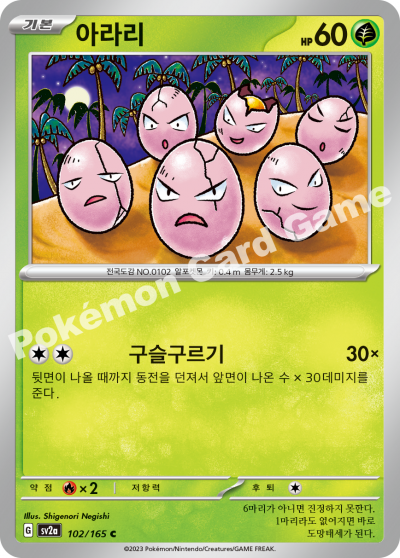 기본 아라리 HP 60
전국도감 NO.0102 알포켓몬 키: 0.4 m 몸무게: 2.5 kg
Pokémon Card Game
구슬구르기 30×
뒷면이 나올 때까지 동전을 던져서 앞면이 나온 수 × 30데미지를
준다.
약점 ×2 저항력 후퇴
Illus. Shigenori Negishi
6마리가 아니면 진정하지 못한다.
1마리라도 없어지면 바로
도망태세가 된다.
G sv2a 102/165 C
©2023 Pokémon/Nintendo/Creatures/GAME FREAK.